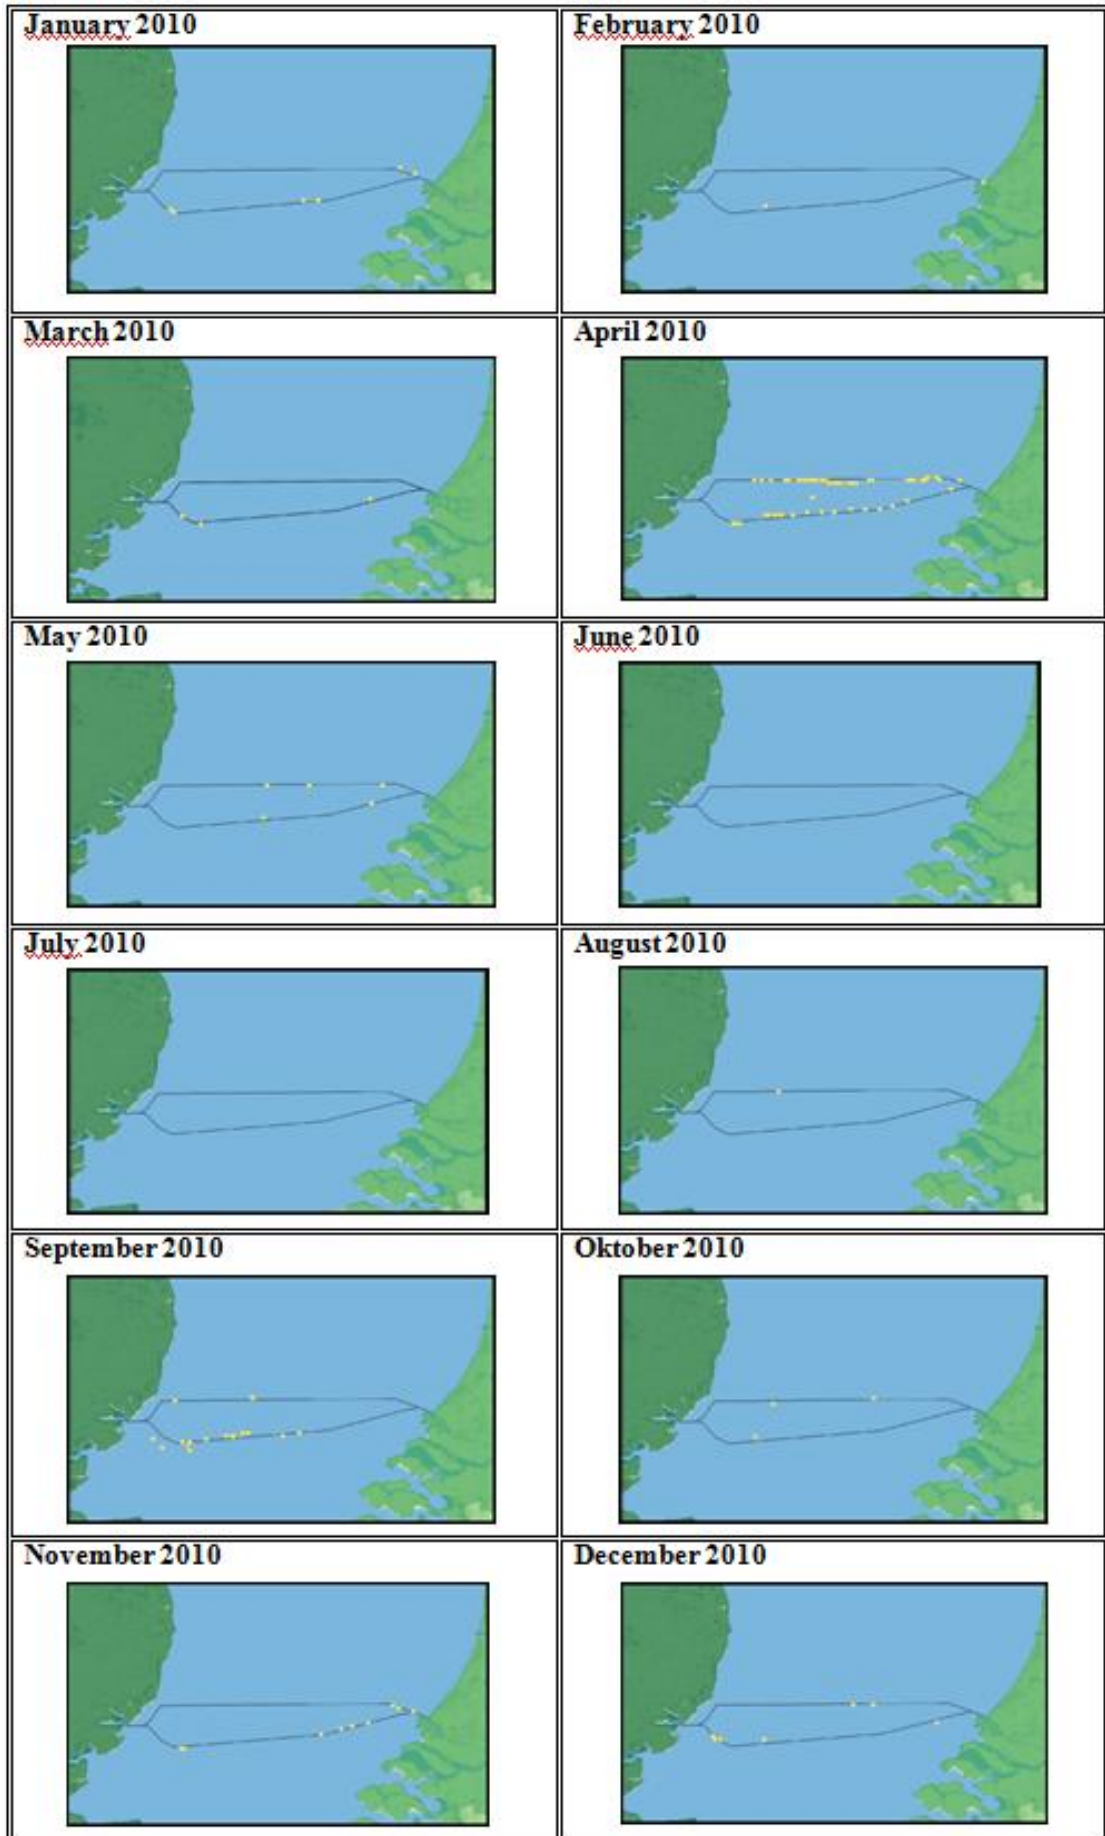 January 2010
February 2010
March 2010
April 2010
May 2010
June 2010
July 2010
August 2010
September 2010
Oktober 2010
November 2010
December 2010